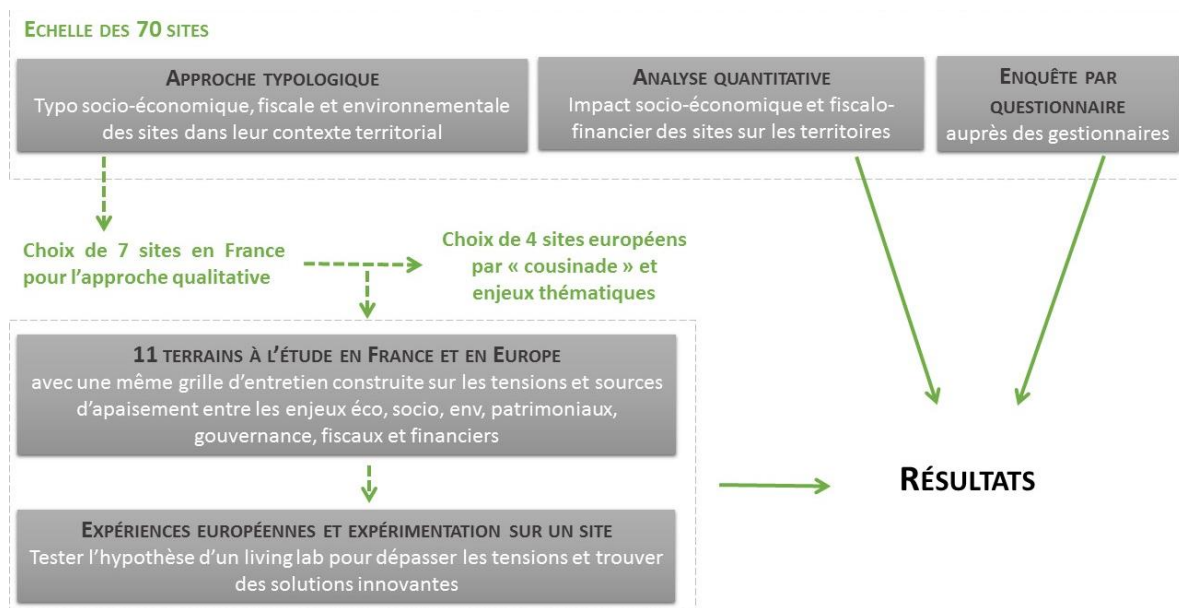 ECHELLE DES 70 SITES
APPROCHE TYPOLOGIQUE
Typo socio-économique, fiscale et environnementale
des sites dans leur contexte territorial
ANALYSE QUANTITATIVE
Impact socio-économique et fiscalo-
financier des sites sur les territoires
ENQUÊTE PAR
QUESTIONNAIRE
auprès des gestionnaires
Choix de 7 sites en France
pour l'approche qualitative
Choix de 4 sites européens
par « cousinade » et
enjeux thématiques
11 TERRAINS À L'ÉTUDE EN FRANCE ET EN EUROPE
avec une même grille d'entretien construite sur les tensions et sources
d'apaisement entre les enjeux éco, socio, env, patrimoniaux,
gouvernance, fiscaux et financiers
EXPÉRIENCES EUROPÉENNES ET EXPÉRIMENTATION SUR UN SITE
Tester l'hypothèse d'un living lab pour dépasser les tensions et trouver
des solutions innovantes
RÉSULTATS